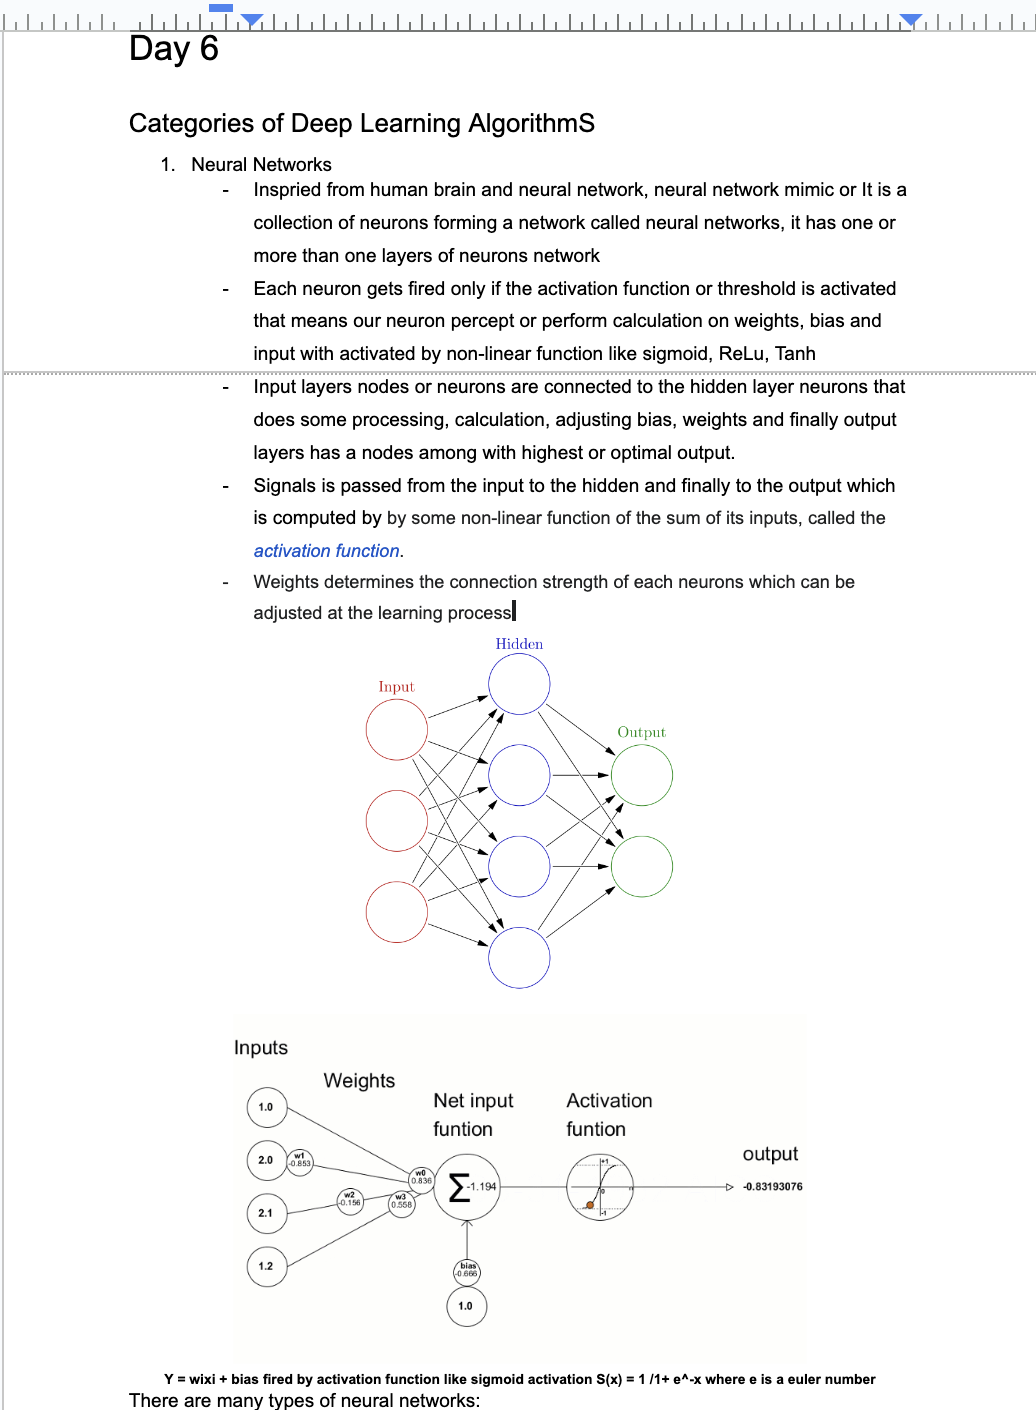 Day 6
Categories of Deep Learning AlgorithmS
1. Neural Networks
- Inspried from human brain and neural network, neural network mimic or It is a
collection of neurons forming a network called neural networks, it has one or
more than one layers of neurons network
- Each neuron gets fired only if the activation function or threshold is activated
that means our neuron percept or perform calculation on weights, bias and
input with activated by non-linear function like sigmoid, ReLu, Tanh
- Input layers nodes or neurons are connected to the hidden layer neurons that
does some processing, calculation, adjusting bias, weights and finally output
layers has a nodes among with highest or optimal output.
- Signals is passed from the input to the hidden and finally to the output which
is computed by by some non-linear function of the sum of its inputs, called the
activation function.
- Weights determines the connection strength of each neurons which can be
adjusted at the learning process
Hidden
Input
Output
Inputs
Weights
Net input
funtion
Activation
funtion
output
1.0
2.0
w1
-0.853
w0
0.836
2.1
w2
-0.156
w3
0.558
1.2
Σ -1.194
+1
0
-1
-0.83193076
bias
-0.666
1.0
Y = wixi + bias fired by activation function like sigmoid activation S(x) = 1 /1+ e^-x where e is a euler number
There are many types of neural networks: